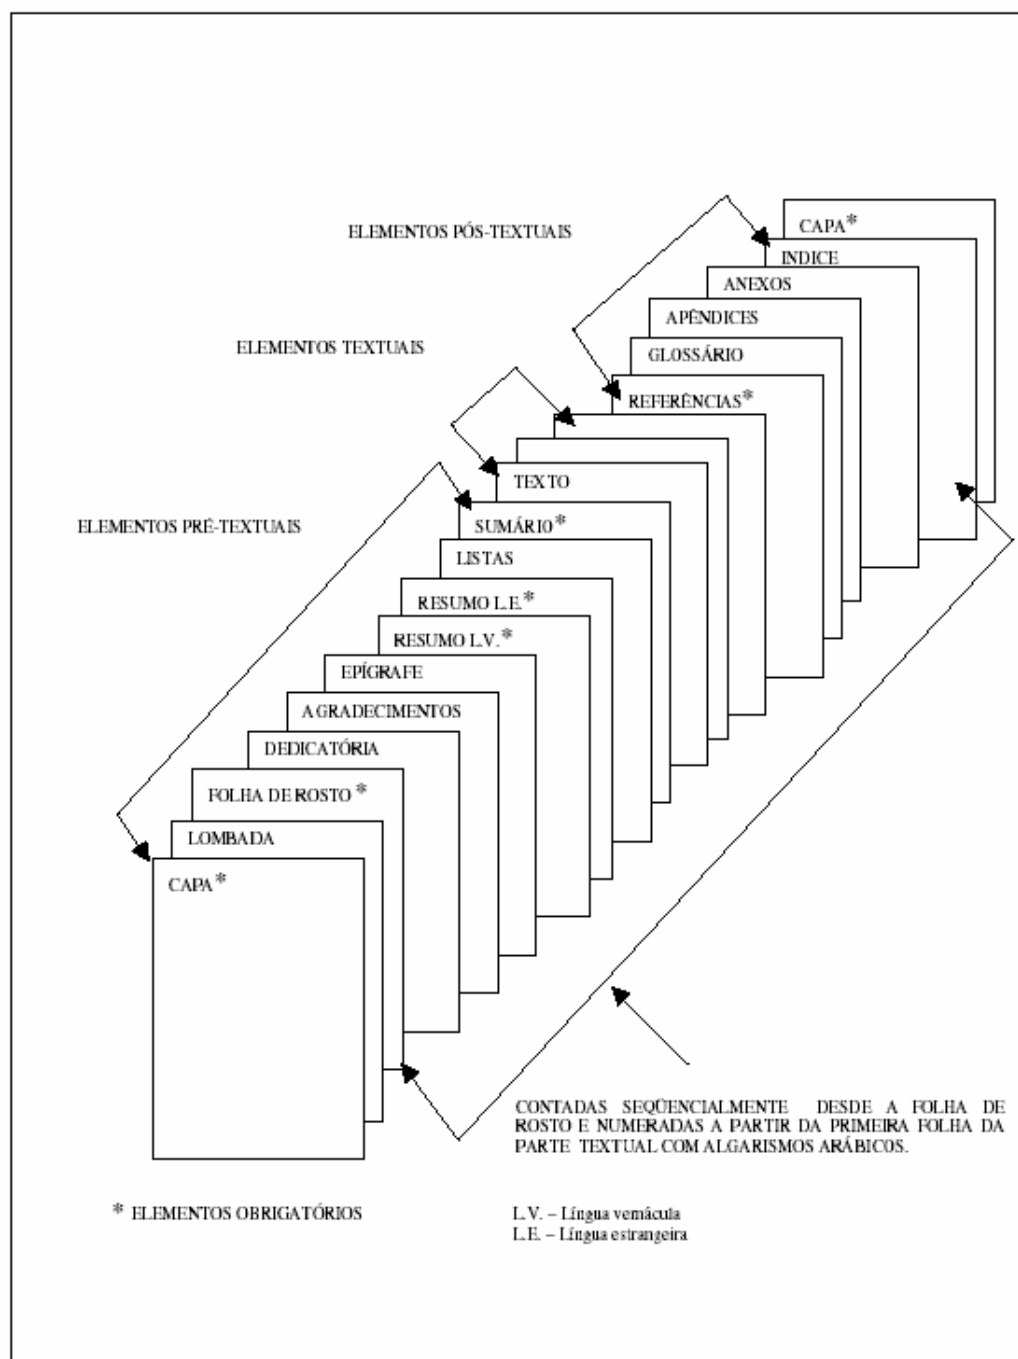 CAPA*
ELEMENTOS PÓS-TEXTUAIS
INDICE
ANEXOS
APÊNDICES
ELEMENTOS TEXTUAIS
GLOSSÁRIO
REFERÊNCIAS*
TEXTO
ELEMENTOS PRÉ-TEXTUAIS
SUMÁRIO*
LISTAS
RESUMO L.E.*
RESUMO L.V.*
EPÍGRAFE
AGRADECIMENTOS
DEDICATÓRIA
FOLHA DE ROSTO*
LOMBADA
CAPA*
CONTADAS SEQÜENCIALMENTE DESDE A FOLHA DE
ROSTO E NUMERADAS A PARTIR DA PRIMEIRA FOLHA DA
PARTE TEXTUAL COM ALGARISMOS ARÁBICOS.
* ELEMENTOS OBRIGATÓRIOS
L.V. – Língua vernácula
L.E. – Língua estrangeira